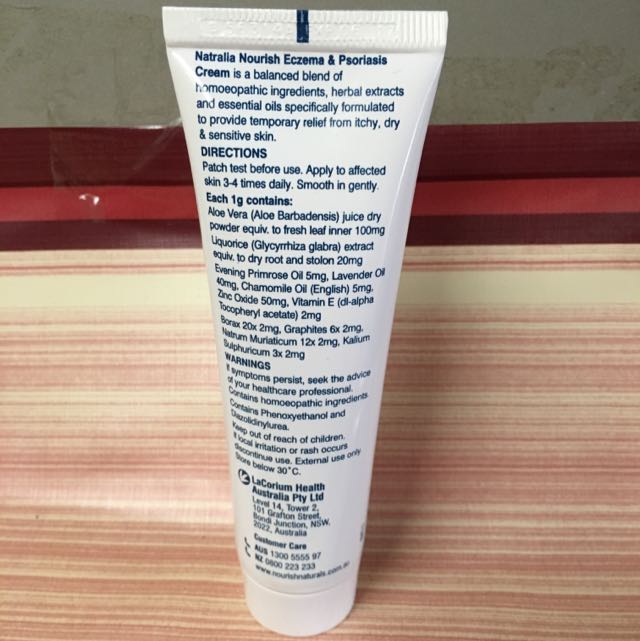 Natralia Nourish Eczema & Psoriasis
Cream is a balanced blend of
homoeopathic ingredients, herbal extracts
and essential oils specifically formulated
to provide temporary relief from itchy, dry
& sensitive skin.
DIRECTIONS
Patch test before use. Apply to affected
skin 3-4 times daily. Smooth in gently.
Each 1g contains:
Aloe Vera (Aloe Barbadensis) juice dry
powder equiv. to fresh leaf inner 100mg
Liquorice (Glycyrrhiza glabra) extract
equiv. to dry root and stolon 20mg
Evening Primrose Oil 5mg, Lavender Oil
40mg, Chamomile Oil (English) 5mg,
Zinc Oxide 50mg, Vitamin E (dl-alpha
Tocopheryl acetate) 2mg
Borax 20x 2mg, Graphites 6x 2mg,
Natrum Muriaticum 12x 2mg, Kalium
Sulphuricum 3x 2mg
WARNINGS
If symptoms persist, seek the advice
of your healthcare professional.
Contains homoeopathic ingredients
Contains Phenoxyethanol and
Diazolidinylurea.
Keep out of reach of children.
If local irritation or rash occurs
discontinue use. External use only
Store below 30°C.
LaCorium Health
Australia Pty Ltd
Level 14, Tower 2,
101 Grafton Street,
Bondi Junction, NSW,
2022, Australia
Customer Care
AUS 1300 5555 97
NZ 0800 223 233
www.nourishnaturals.com.au